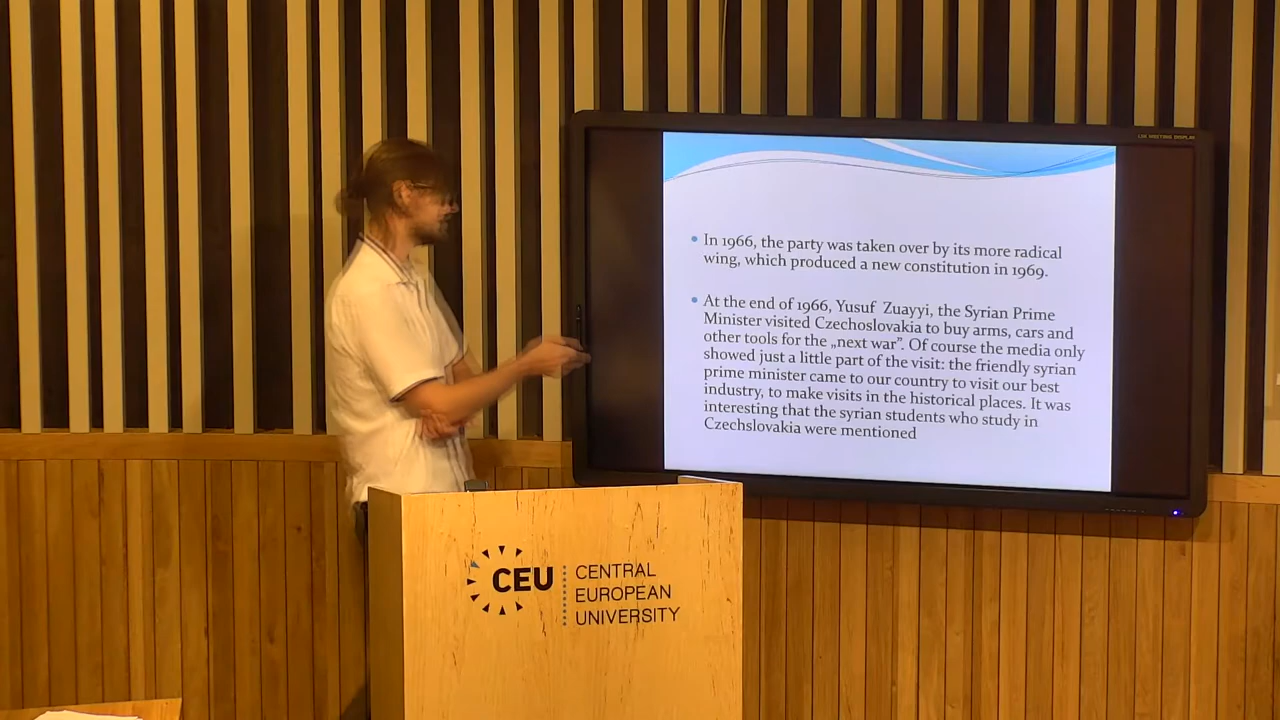 LSK MEETING DISPLAY
In 1966, the party was taken over by its more radical
wing, which produced a new constitution in 1969.
At the end of 1966, Yusuf Zuayyi, the Syrian Prime
Minister visited Czechoslovakia to buy arms, cars and
other tools for the „next war”. Of course the media only
showed just a little part of the visit: the friendly syrian
prime minister came to our country to visit our best
industry, to make visits in the historical places. It was
interesting that the syrian students who study in
Czechslovakia were mentioned
CEU
CENTRAL
EUROPEAN
UNIVERSITY